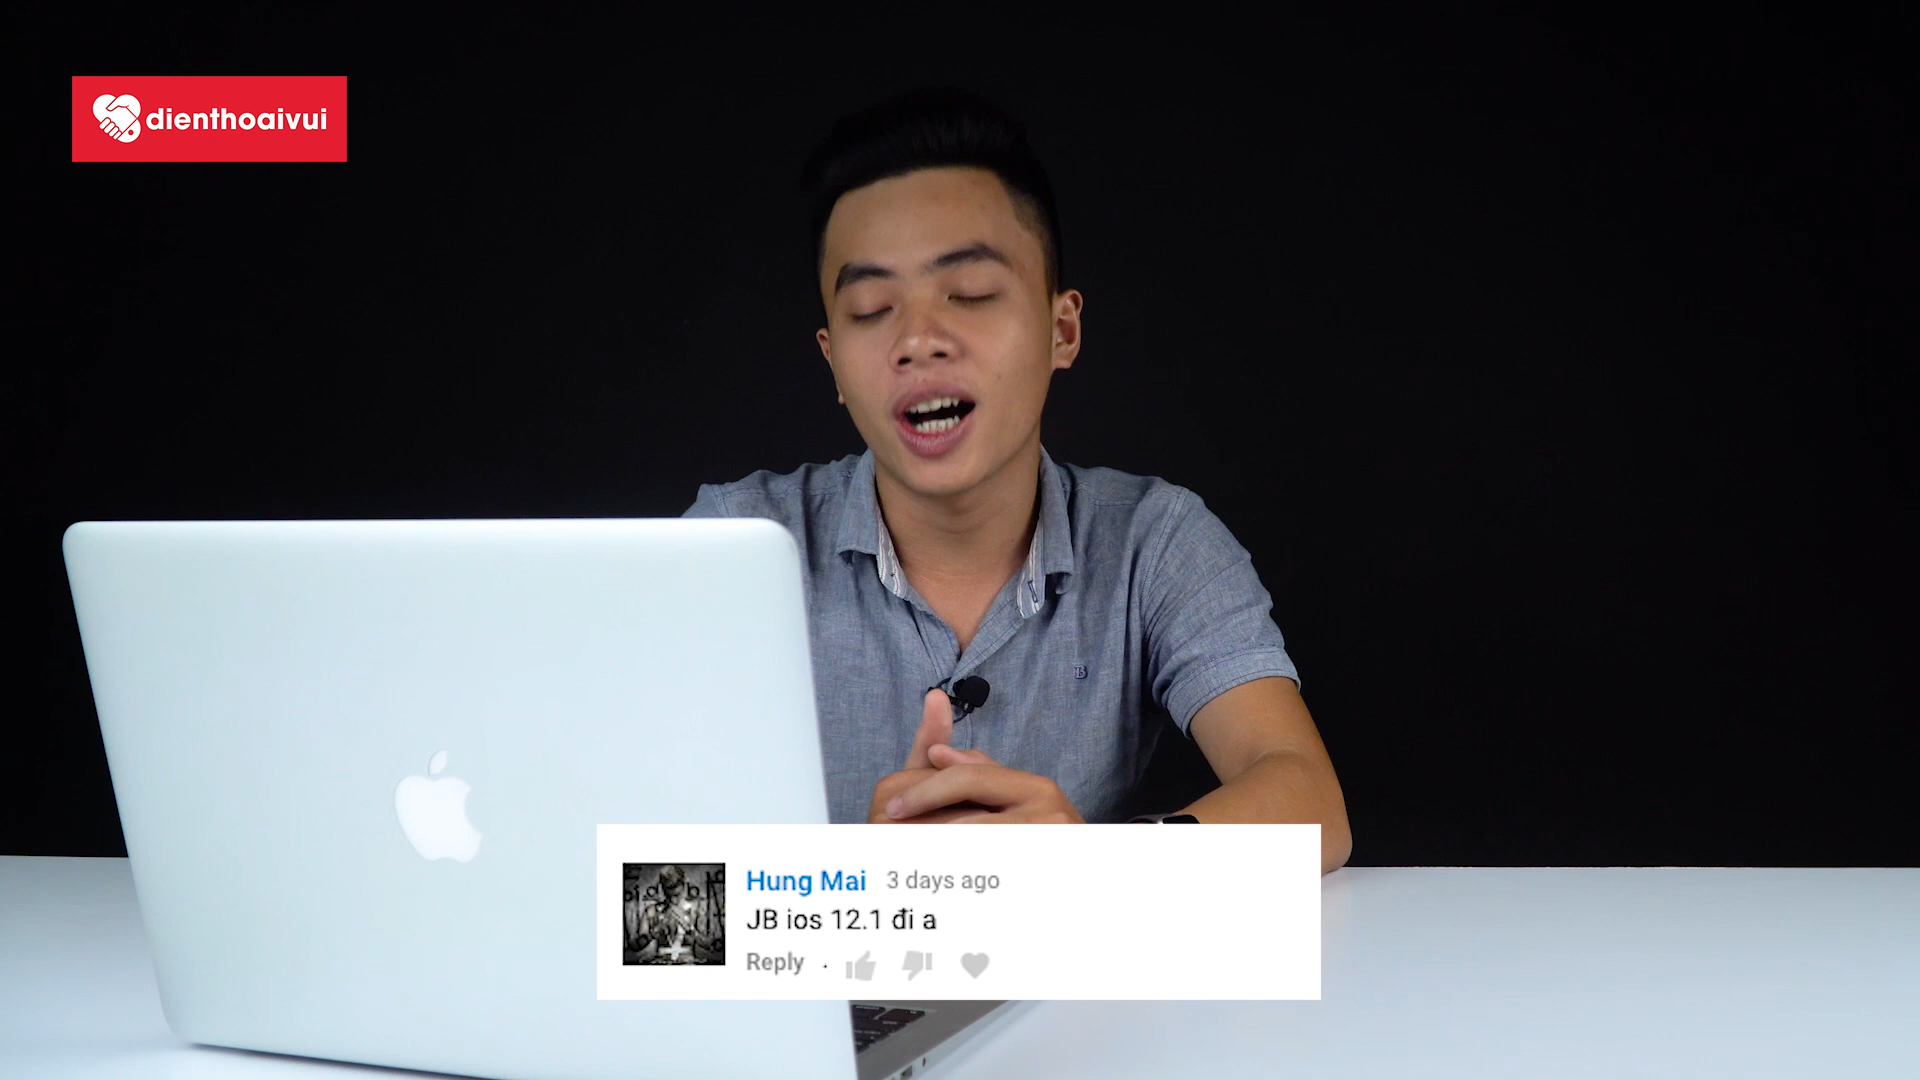 dienthoaivui
Hung Mai 3 days ago
JB ios 12.1 đi a
Reply
B